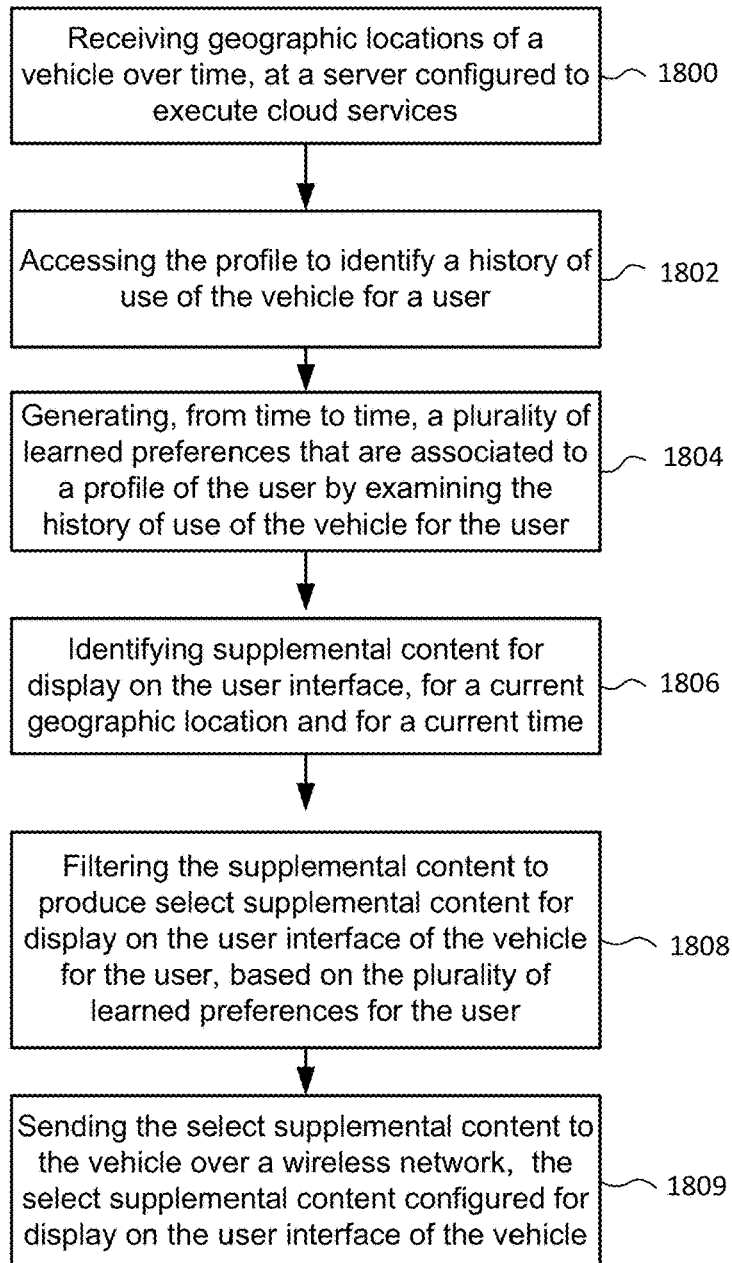 Receiving geographic locations of a
vehicle over time, at a server configured to
execute cloud services
1800
Accessing the profile to identify a history of
use of the vehicle for a user
1802
Generating, from time to time, a plurality of
learned preferences that are associated to
a profile of the user by examining the
history of use of the vehicle for the user
1804
Identifying supplemental content for
display on the user interface, for a current
geographic location and for a current time
1806
Filtering the supplemental content to
produce select supplemental content for
display on the user interface of the vehicle
for the user, based on the plurality of
learned preferences for the user
1808
Sending the select supplemental content to
the vehicle over a wireless network, the
select supplemental content configured for
display on the user interface of the vehicle
1809